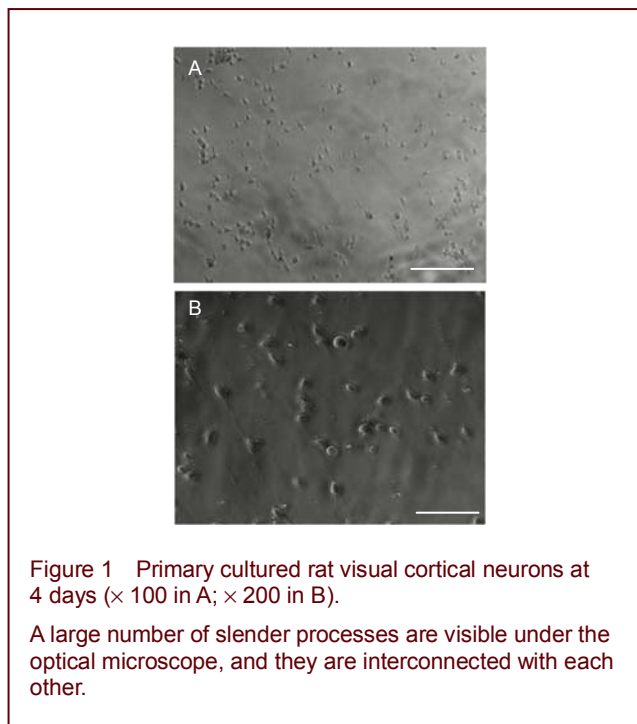 A
B
Figure 1 Primary cultured rat visual cortical neurons at
4 days (× 100 in A; × 200 in B).
A large number of slender processes are visible under the
optical microscope, and they are interconnected with each
other.